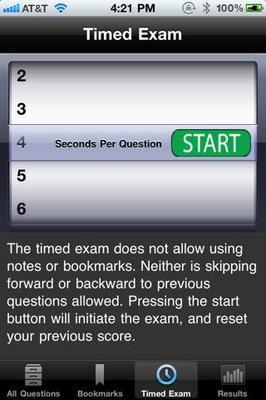 AT&T 4:21 PM 100%
Timed Exam
2
3
4 Seconds Per Question START
5
6
The timed exam does not allow using
notes or bookmarks. Neither is skipping
forward or backward to previous
questions allowed. Pressing the start
button will initiate the exam, and reset
your previous score.
All Questions Bookmarks Timed Exam Results